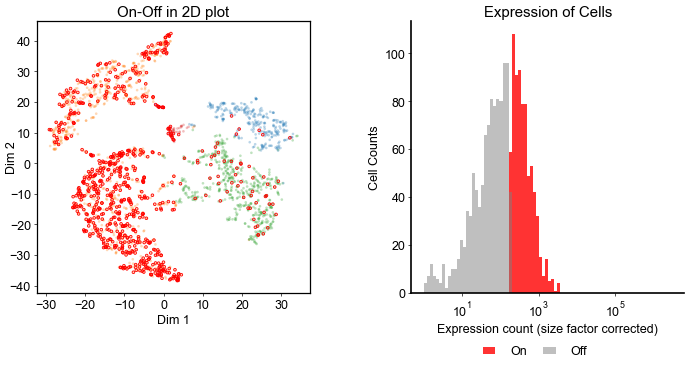 On-Off in 2D plot
Dim 2
40
30
20
10
0
−10
−20
−30
−40
−30 −20 −10 0 10 20 30
Dim 1
Expression of Cells
Cell Counts
100
80
60
40
20
0
10^1 10^3 10^5
Expression count (size factor corrected)
On Off